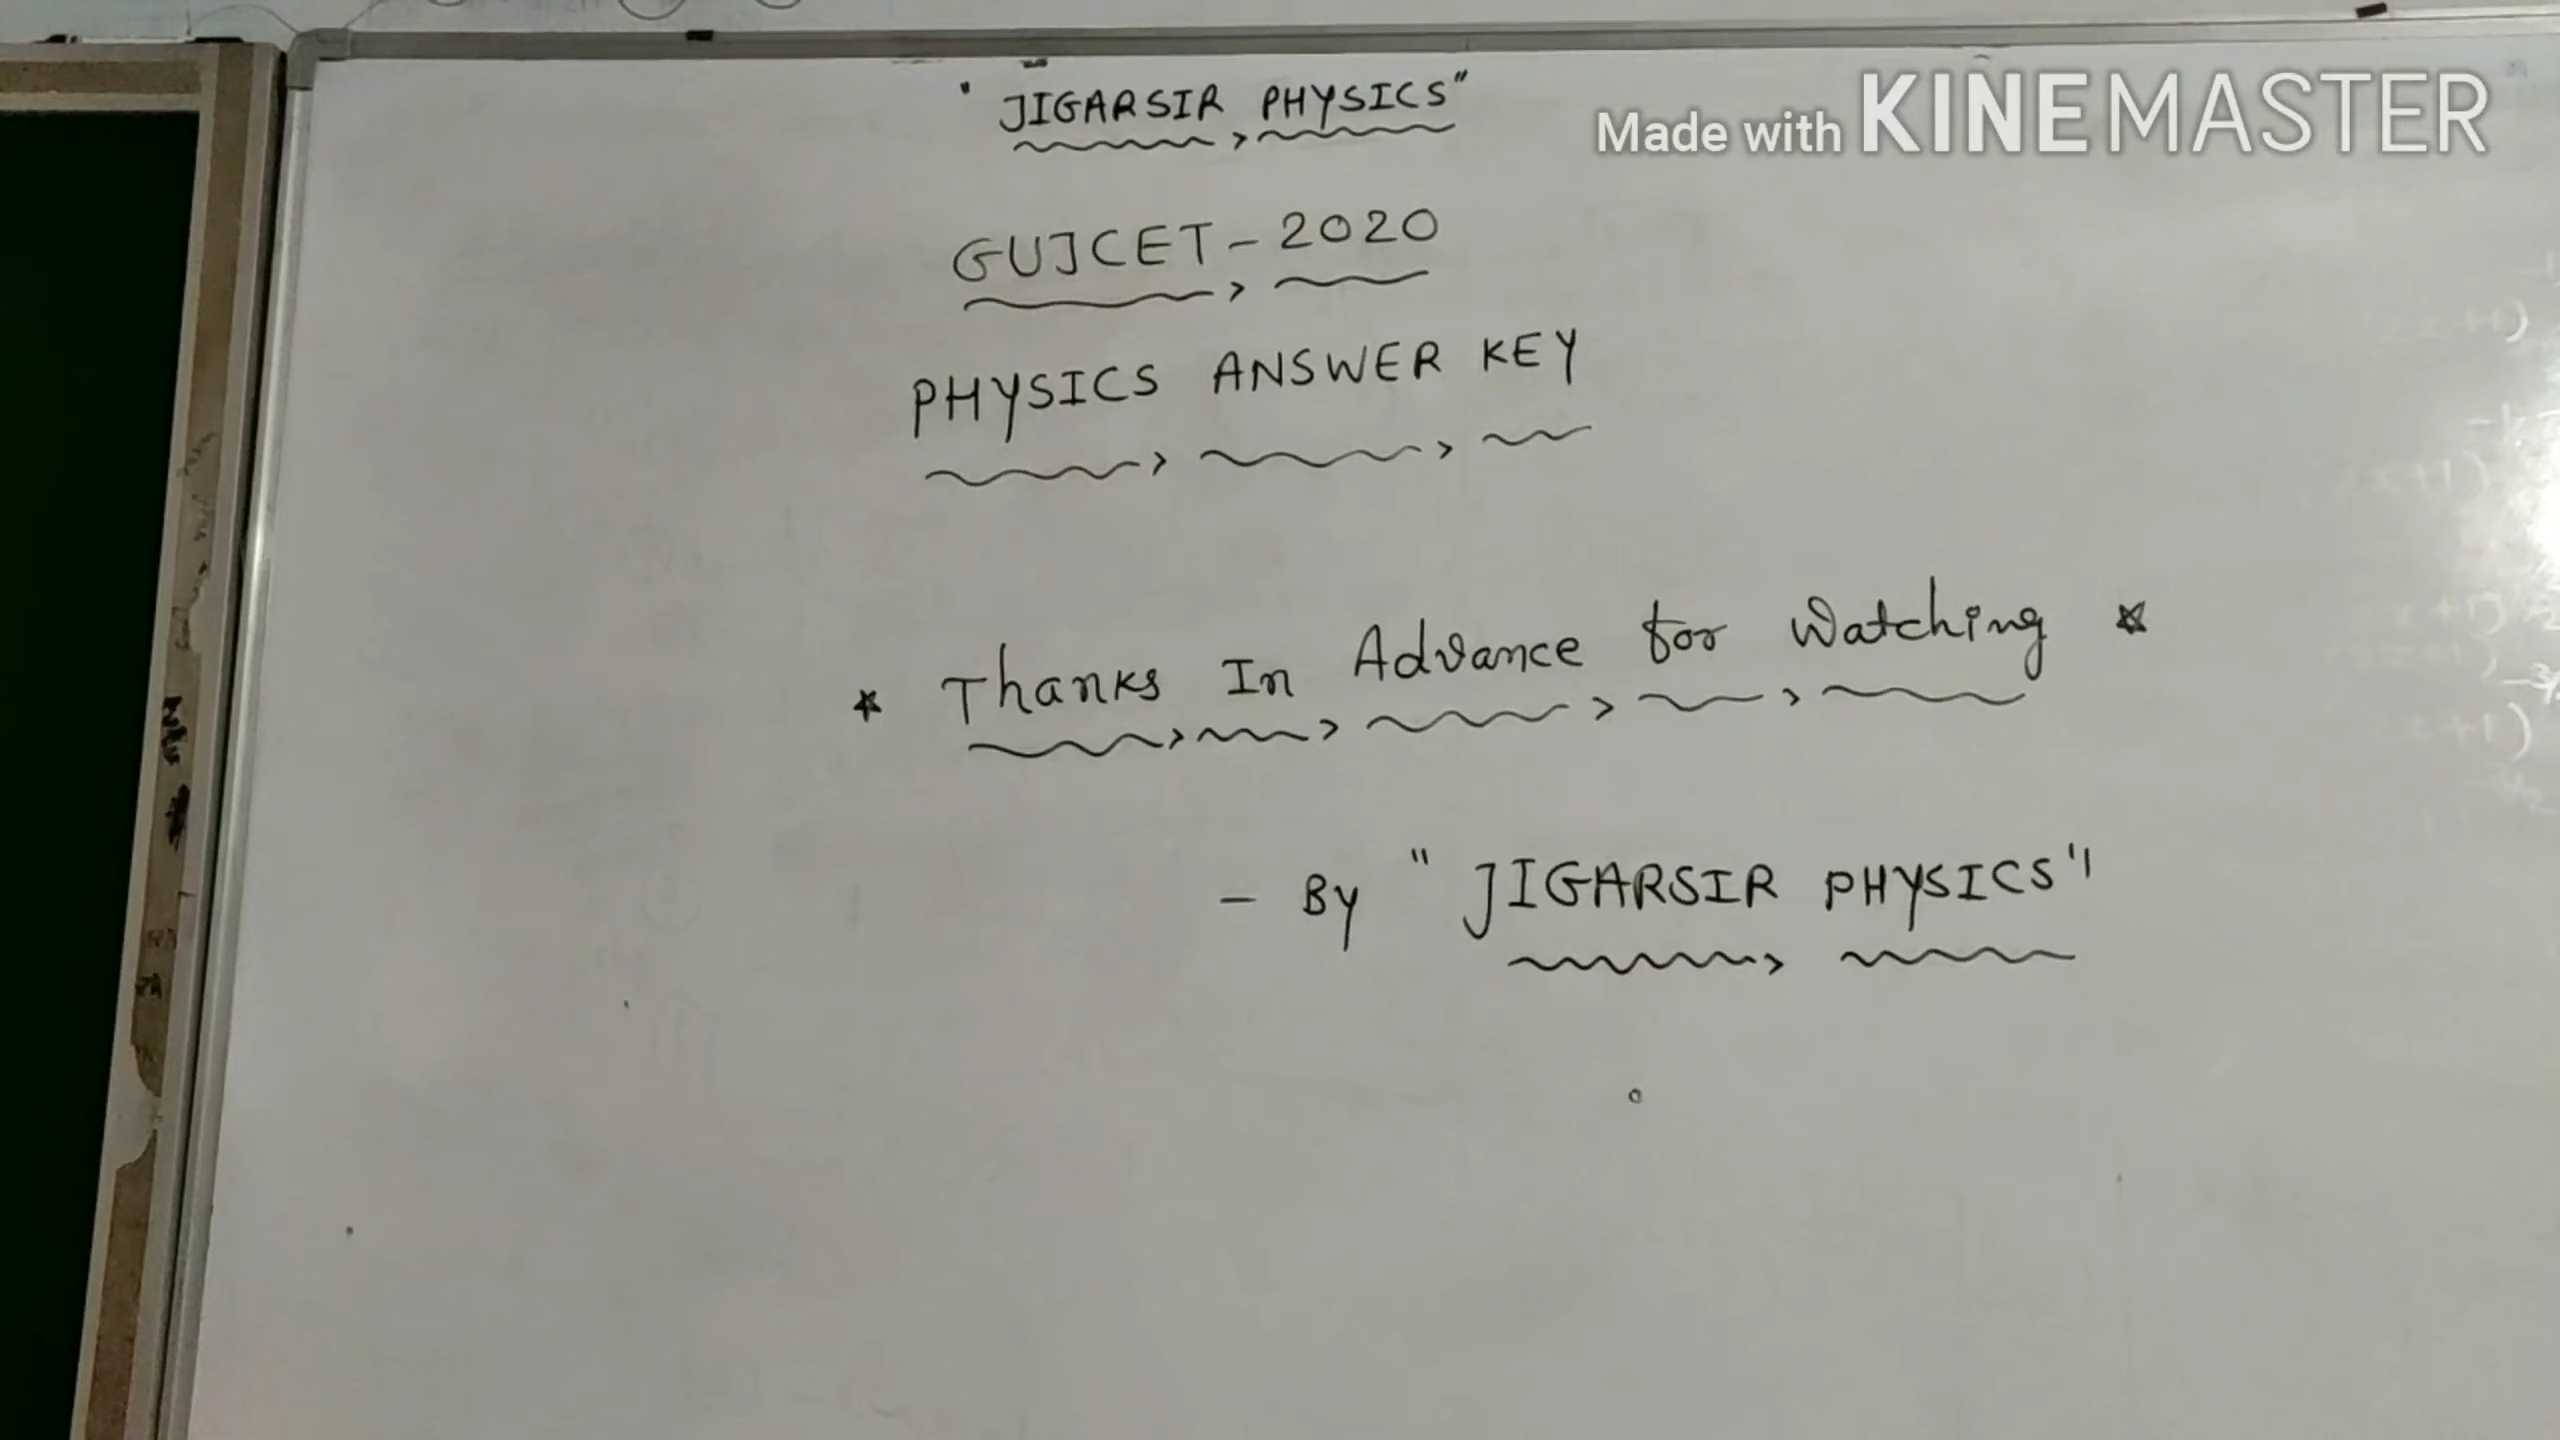 " JIGARSIR PHYSICS"
Made with KINEMASTER
GUJCET - 2020
PHYSICS ANSWER KEY
* Thanks In Advance for Watching *
- By " JIGARSIR PHYSICS"